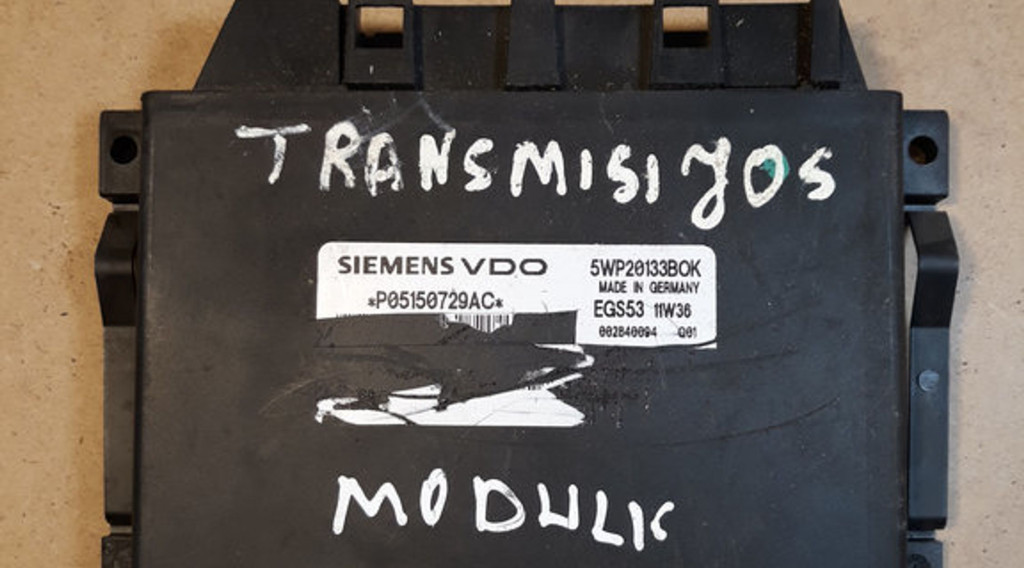 TRANSMISIJOS
SIEMENS VDO
5WP20133BOK
MADE IN GERMANY
*P05150729AC*
EGS53 11W36
002840094 Q01
MODULIS